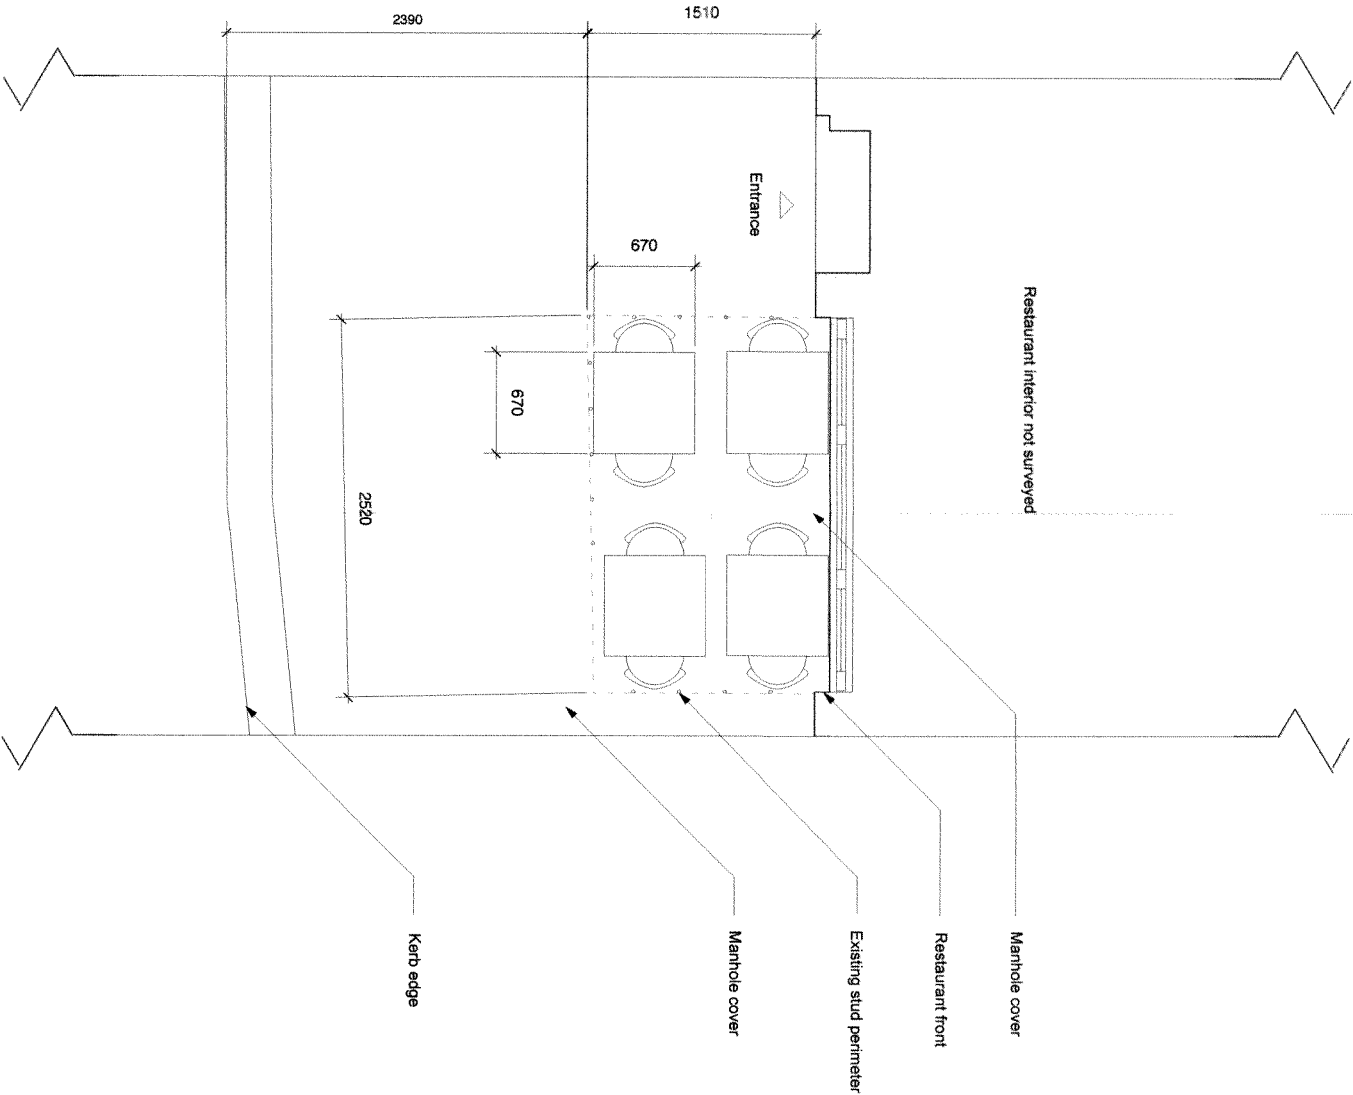 2390
1510
Entrance
670
670
2520
Restaurant interior not surveyed
Manhole cover
Restaurant front
Existing stud perimeter
Manhole cover
Kerb edge